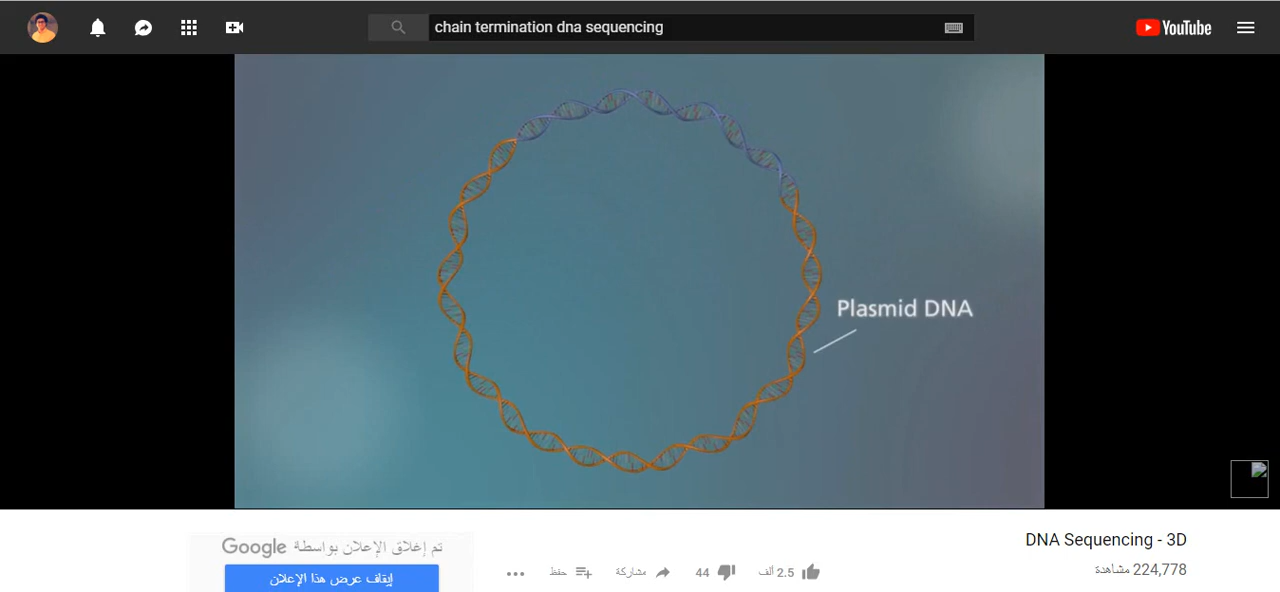 chain termination dna sequencing
YouTube
Plasmid DNA
DNA Sequencing - 3D
224,778 مشاهدة
2.5 ألف
44
مشاركة
حفظ
تم إغلاق الإعلان بواسطة Google
إيقاف عرض هذا الإعلان